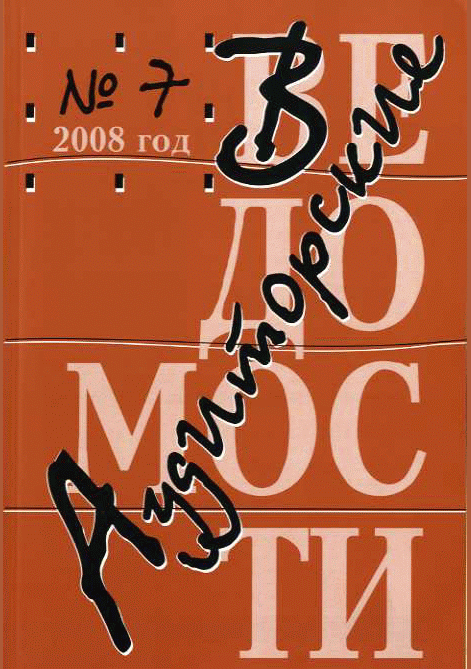 № 7
2008 год
Аудиторские
В
ВЕ
ДО
МОС
ТИ